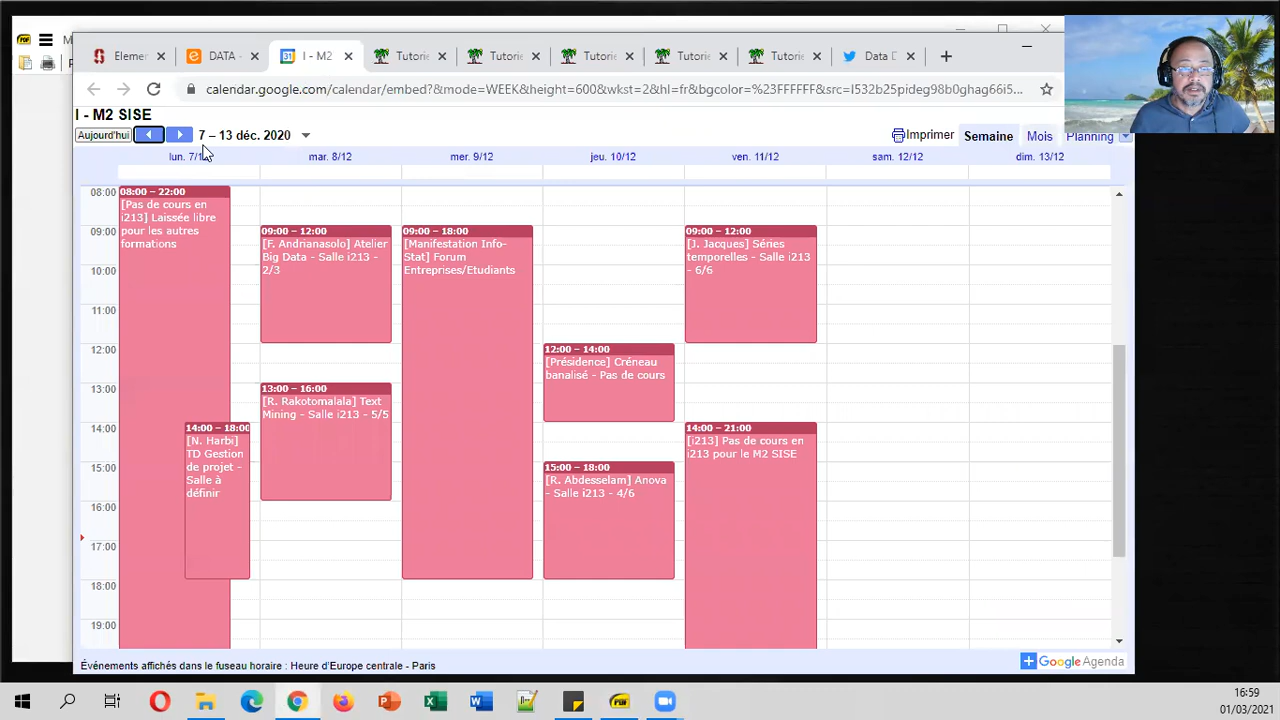 Elemer
DATA -
I - M2
Tutorie
Tutorie
Tutorie
Tutorie
Tutorie
Data D
calendar.google.com/calendar/embed?&mode=WEEK&height=600&wkst=2&hl=fr&bgcolor=%23FFFFFF&src=l532b25pideg98b0ghag66i5...
I - M2 SISE
Aujourd'hui
7 – 13 déc. 2020
Imprimer
Semaine
Mois
Planning
lun. 7/12
mar. 8/12
mer. 9/12
jeu. 10/12
ven. 11/12
sam. 12/12
dim. 13/12
08:00
09:00
10:00
11:00
12:00
13:00
14:00
15:00
16:00
17:00
18:00
19:00
08:00 – 22:00
[Pas de cours en
i213] Laissée libre
pour les autres
formations
14:00 – 18:00
[N. Harbi]
TD Gestion
de projet -
Salle à
définir
09:00 – 12:00
[F. Andrianasolo] Atelier
Big Data - Salle i213 -
2/3
13:00 – 16:00
[R. Rakotomalala] Text
Mining - Salle i213 - 5/5
09:00 – 18:00
[Manifestation Info-
Stat] Forum
Entreprises/Etudiants
12:00 – 14:00
[Présidence] Créneau
banalisé - Pas de cours
15:00 – 18:00
[R. Abdesselam] Anova
- Salle i213 - 4/6
09:00 – 12:00
[J. Jacques] Séries
temporelles - Salle i213
- 6/6
14:00 – 21:00
[i213] Pas de cours en
i213 pour le M2 SISE
Événements affichés dans le fuseau horaire : Heure d'Europe centrale - Paris
Google Agenda
16:59
01/03/2021